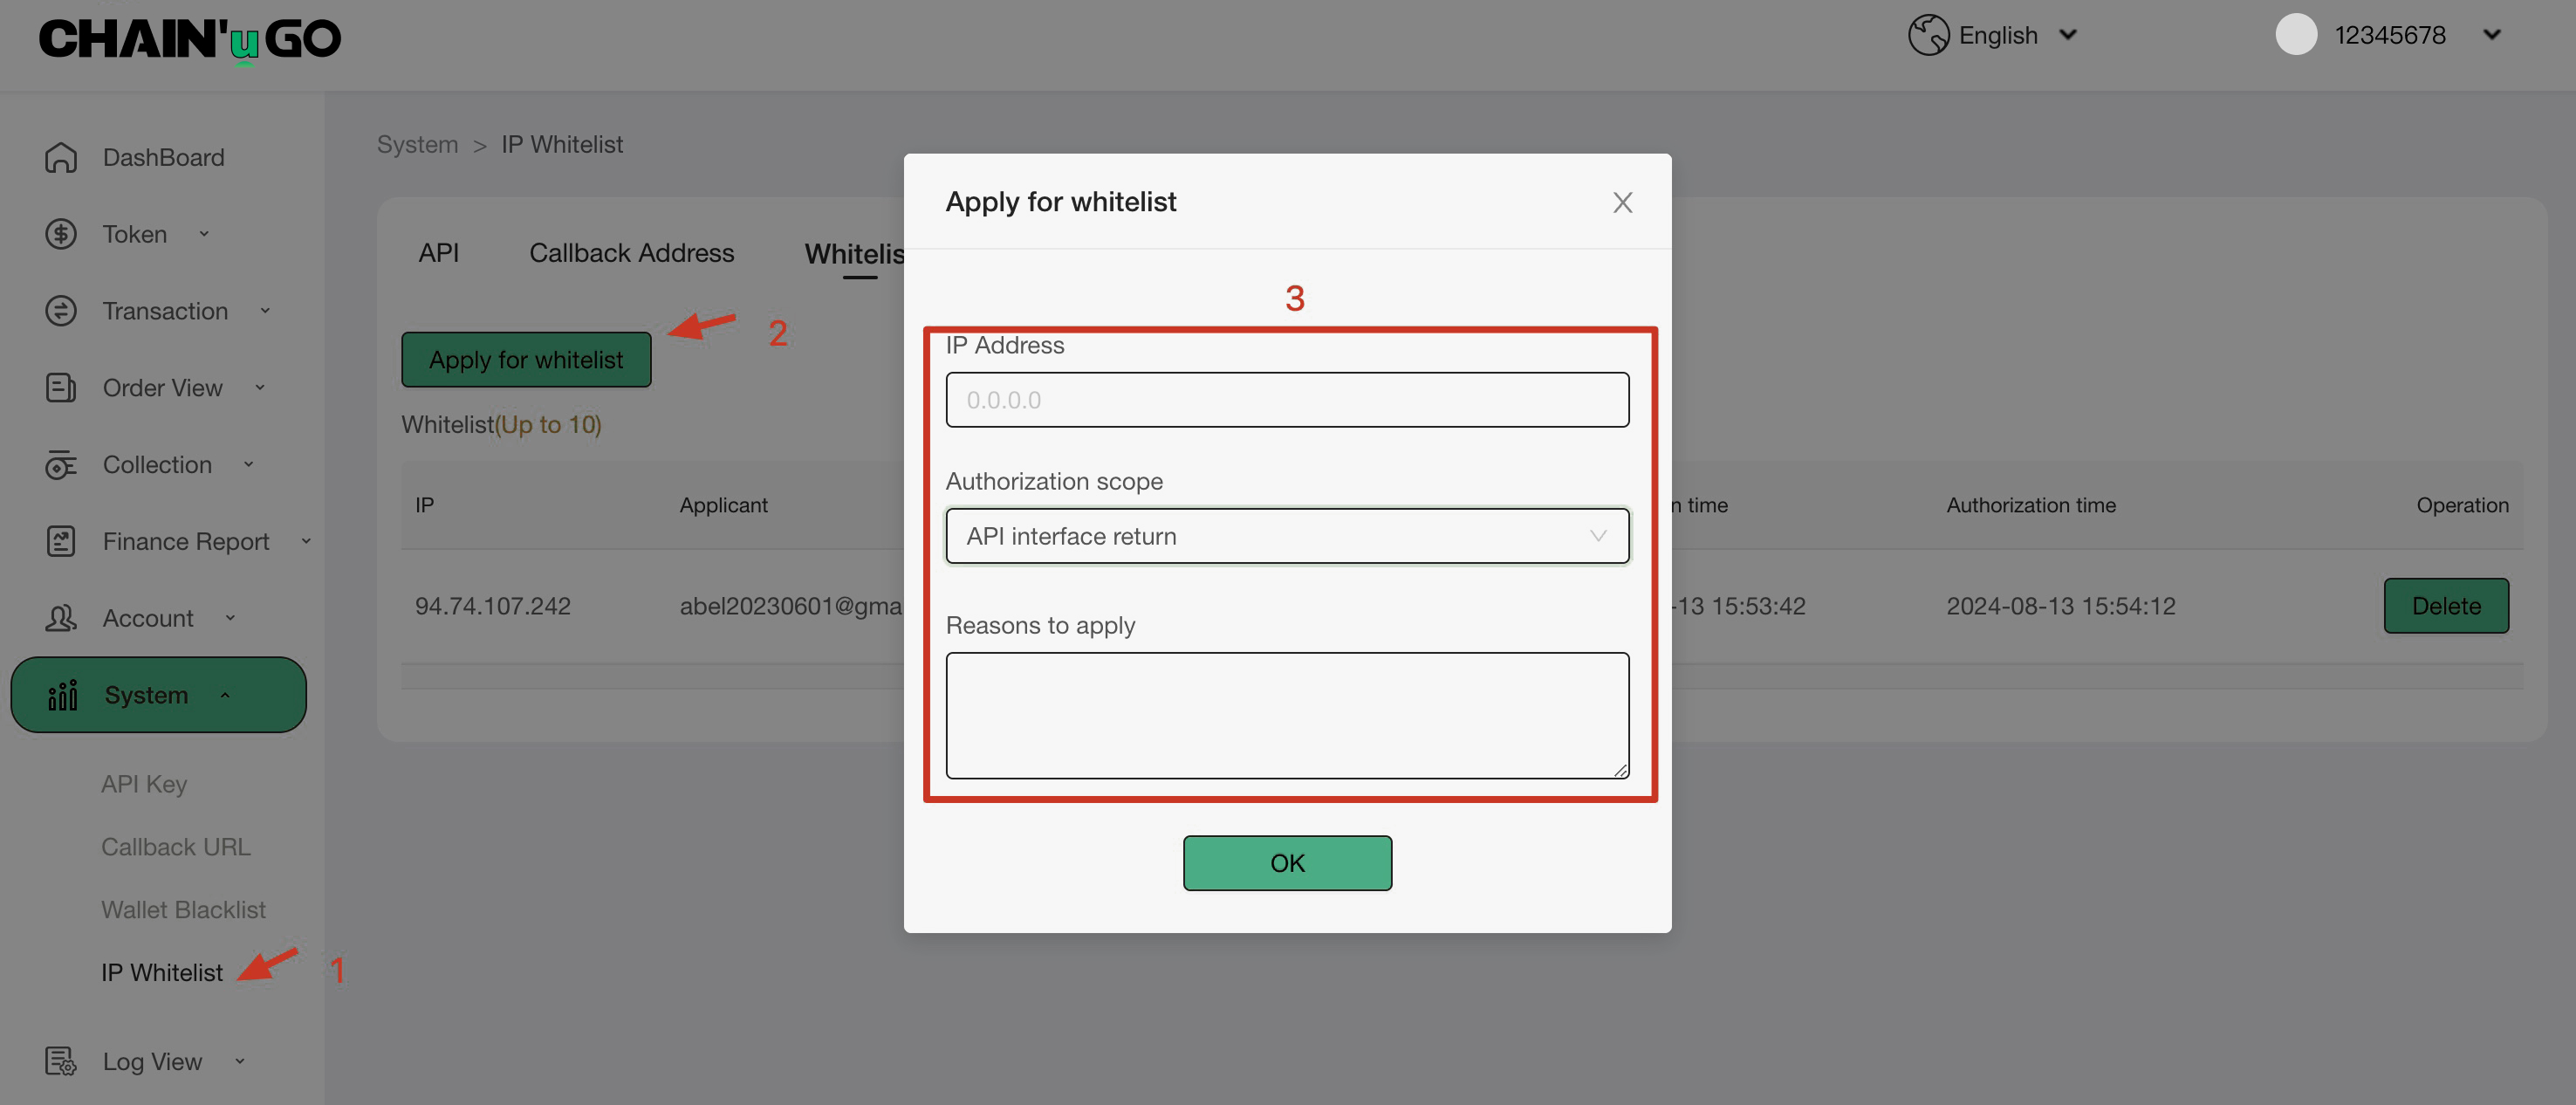 CHAIN'uGO
English
12345678
DashBoard
Token
Transaction
Order View
Collection
Finance Report
Account
System
API Key
Callback URL
Wallet Blacklist
IP Whitelist
1
Log View
System > IP Whitelist
API Callback Address Whitelis
Apply for whitelist
2
Whitelist(Up to 10)
IP Applicant n time Authorization time Operation
94.74.107.242 abel20230601@gma -13 15:53:42 2024-08-13 15:54:12 Delete
Apply for whitelist X
3
IP Address
0.0.0.0
Authorization scope
API interface return
Reasons to apply
OK